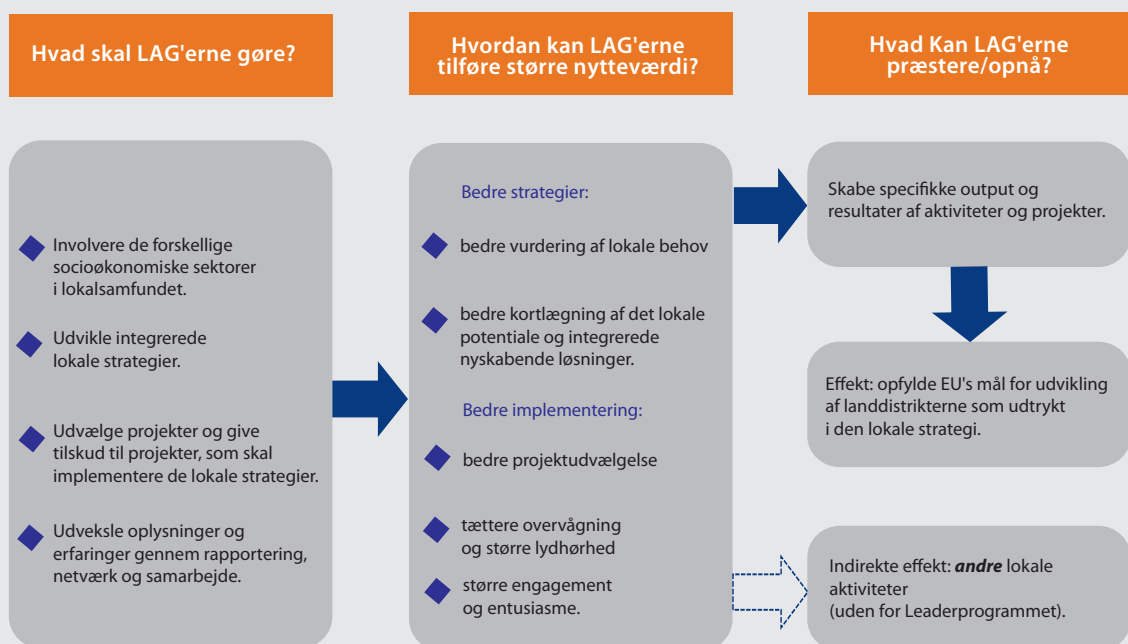 Hvad skal LAG'erne gøre?
Involvere de forskellige
socioøkonomiske sektorer
i lokalsamfundet.
Udvikle integrerede
lokale strategier.
Udvælge projekter og give
tilskud til projekter, som skal
implementere de lokale strategier.
Udveksle oplysninger og
erfaringer gennem rapportering,
netværk og samarbejde.
Hvordan kan LAG'erne
tilføre større nytteværdi?
Bedre strategier:
bedre vurdering af lokale behov
bedre kortlægning af det lokale
potentiale og integrerede
nyskabende løsninger.
Bedre implementering:
bedre projektudvælgelse
tættere overvågning
og større lydhørhed
større engagement
og entusiasme.
Hvad Kan LAG'erne
præstere/opnå?
Skabe specifikke output og
resultater af aktiviteter og projekter.
Effekt: opfylde EU's mål for udvikling
af landdistrikterne som udtrykt
i den lokale strategi.
Indirekte effekt: andre lokale
aktiviteter
(uden for Leaderprogrammet).